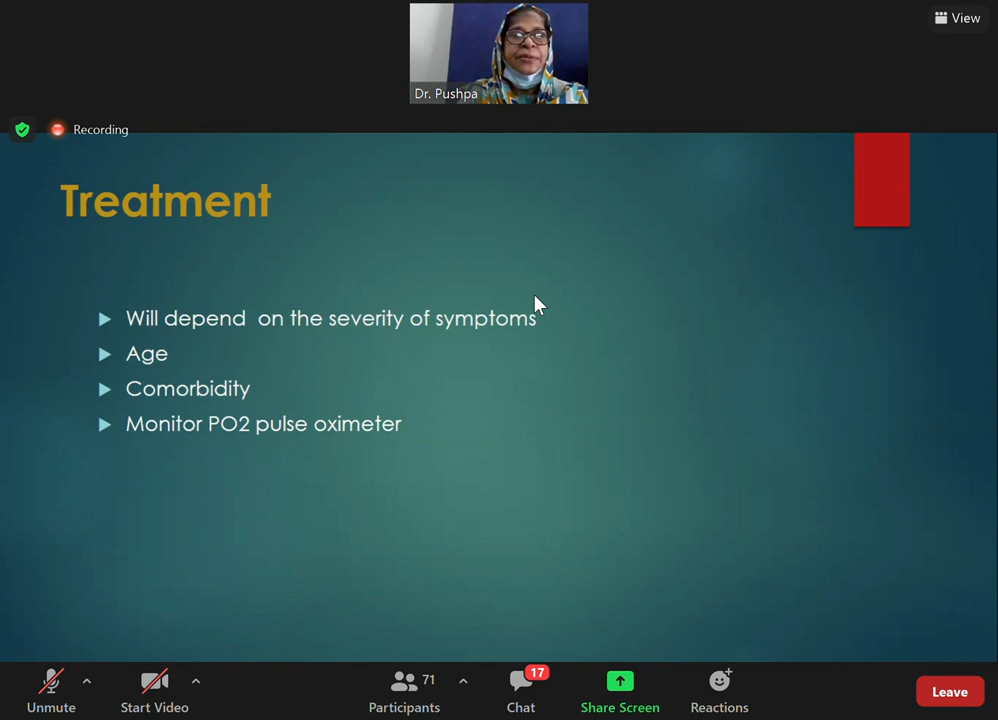 View
Dr. Pushpa
Recording
Treatment
Will depend on the severity of symptoms
Age
Comorbidity
Monitor PO2 pulse oximeter
71
17
Unmute
Start Video
Participants
Chat
Share Screen
Reactions
Leave